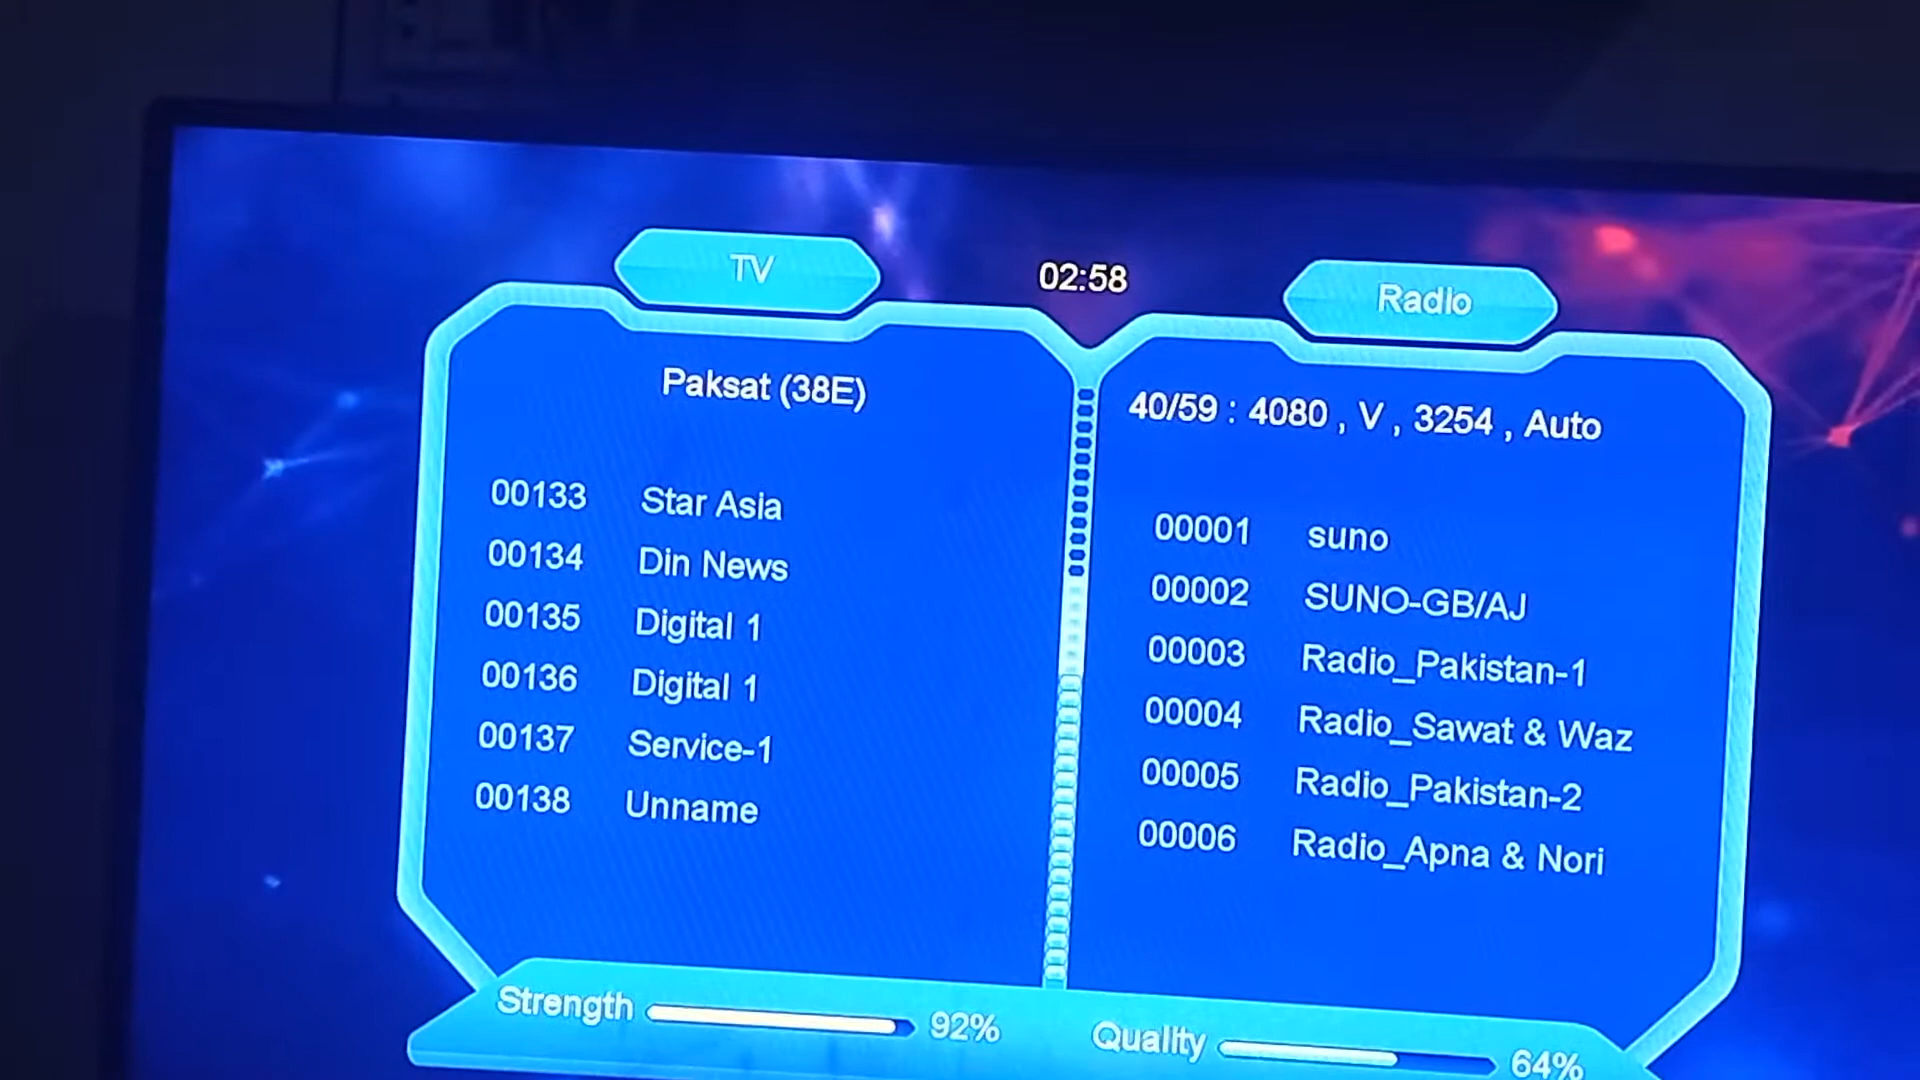 TV
02:58
Radio
Paksat (38E)
40/59 : 4080 , V , 3254 , Auto
00133 Star Asia
00134 Din News
00135 Digital 1
00136 Digital 1
00137 Service-1
00138 Unname
00001 suno
00002 SUNO-GB/AJ
00003 Radio_Pakistan-1
00004 Radio_Sawat & Waz
00005 Radio_Pakistan-2
00006 Radio_Apna & Nori
Strength 92%
Quality 64%